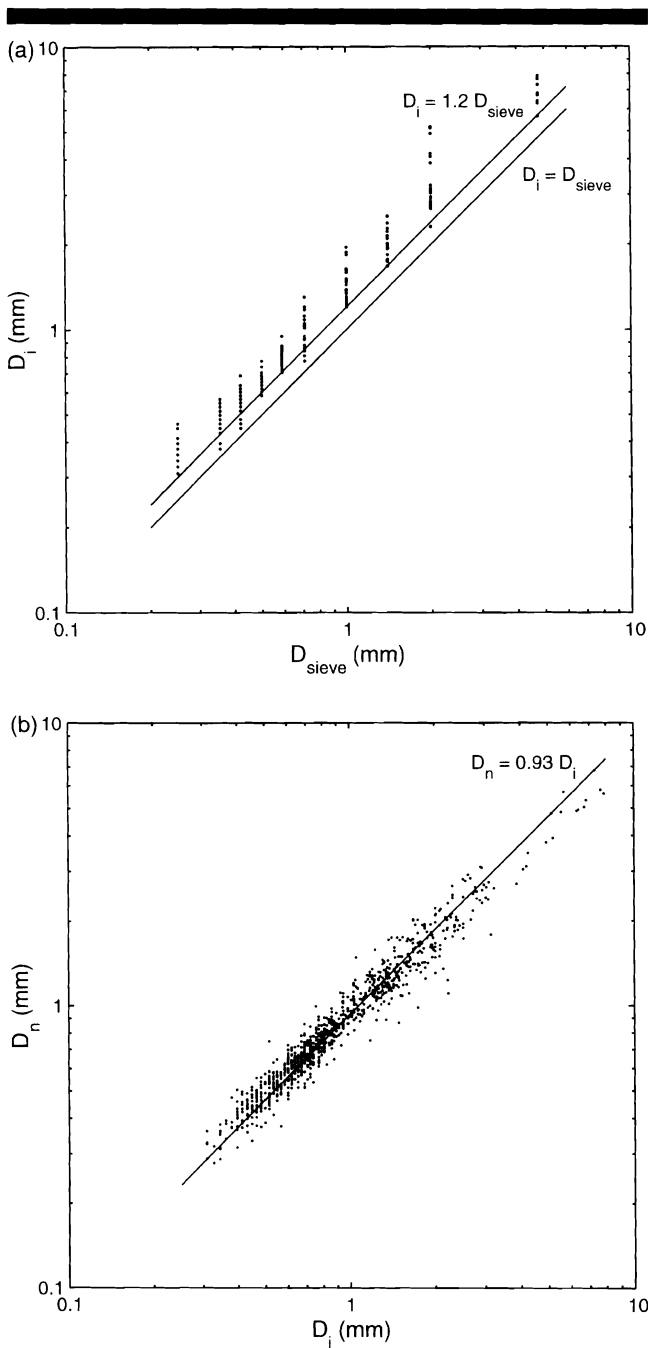 (a)
10
D_i = 1.2 D_sieve
D_i = D_sieve
D_i (mm)
1
0.1
0.1
1
10
D_sieve (mm)
(b)
10
D_n = 0.93 D_i
D_n (mm)
1
0.1
0.1
1
10
D_i (mm)